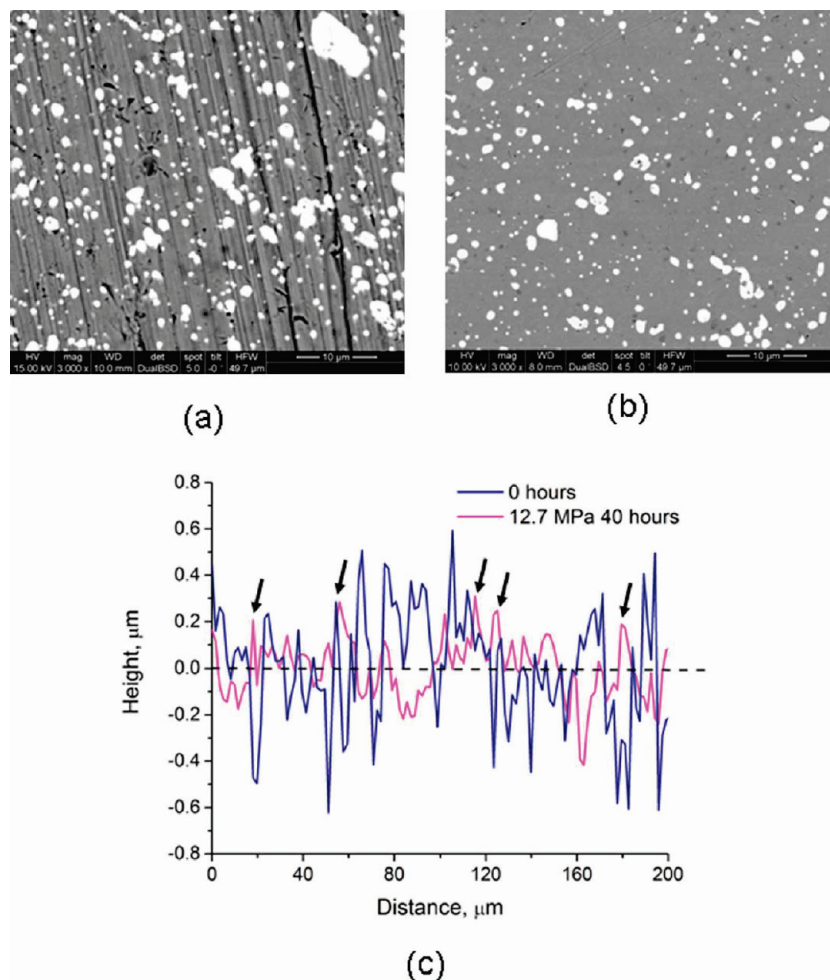 HV mag WD det spot tilt HFW
15.00 kV 3 000 x 10.0 mm DualBSD 5.0 -0 ° 49.7 µm 10 µm
HV mag WD det spot tilt HFW
10.00 kV 3 000 x 8.0 mm DualBSD 4.5 0 ° 49.7 µm 10 µm
(a)
(b)
0 hours
12.7 MPa 40 hours
0.8
0.6
0.4
0.2
0.0
-0.2
-0.4
-0.6
-0.8
Height, µm
0 40 80 120 160 200
Distance, µm
(c)